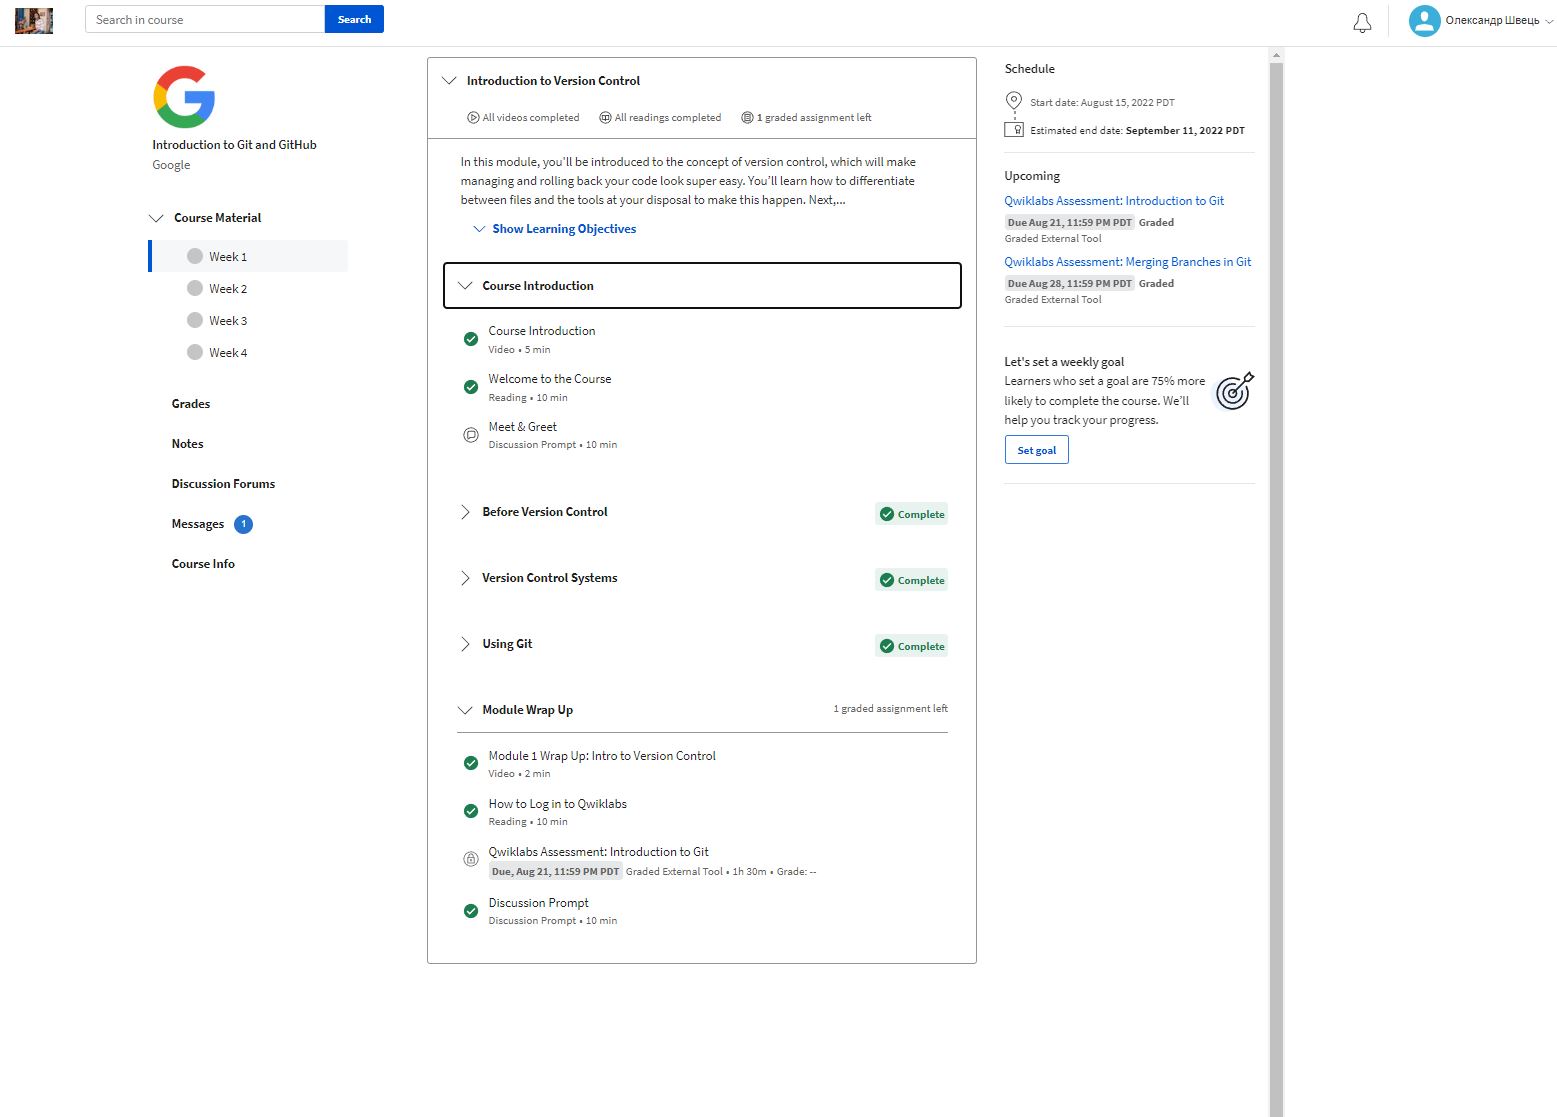 Search in course
Search
Олександр Швець
Introduction to Git and GitHub
Google
Course Material
Week 1
Week 2
Week 3
Week 4
Grades
Notes
Discussion Forums
Messages 1
Course Info
Introduction to Version Control
All videos completed All readings completed 1 graded assignment left
In this module, you'll be introduced to the concept of version control, which will make
managing and rolling back your code look super easy. You'll learn how to differentiate
between files and the tools at your disposal to make this happen. Next,...
Show Learning Objectives
Course Introduction
Course Introduction
Video • 5 min
Welcome to the Course
Reading • 10 min
Meet & Greet
Discussion Prompt • 10 min
Before Version Control Complete
Version Control Systems Complete
Using Git Complete
Module Wrap Up 1 graded assignment left
Module 1 Wrap Up: Intro to Version Control
Video • 2 min
How to Log in to Qwiklabs
Reading • 10 min
Qwiklabs Assessment: Introduction to Git
Due, Aug 21, 11:59 PM PDT Graded External Tool • 1h 30m • Grade: --
Discussion Prompt
Discussion Prompt • 10 min
Schedule
Start date: August 15, 2022 PDT
Estimated end date: September 11, 2022 PDT
Upcoming
Qwiklabs Assessment: Introduction to Git
Due Aug 21, 11:59 PM PDT Graded
Graded External Tool
Qwiklabs Assessment: Merging Branches in Git
Due Aug 28, 11:59 PM PDT Graded
Graded External Tool
Let's set a weekly goal
Learners who set a goal are 75% more
likely to complete the course. We'll
help you track your progress.
Set goal